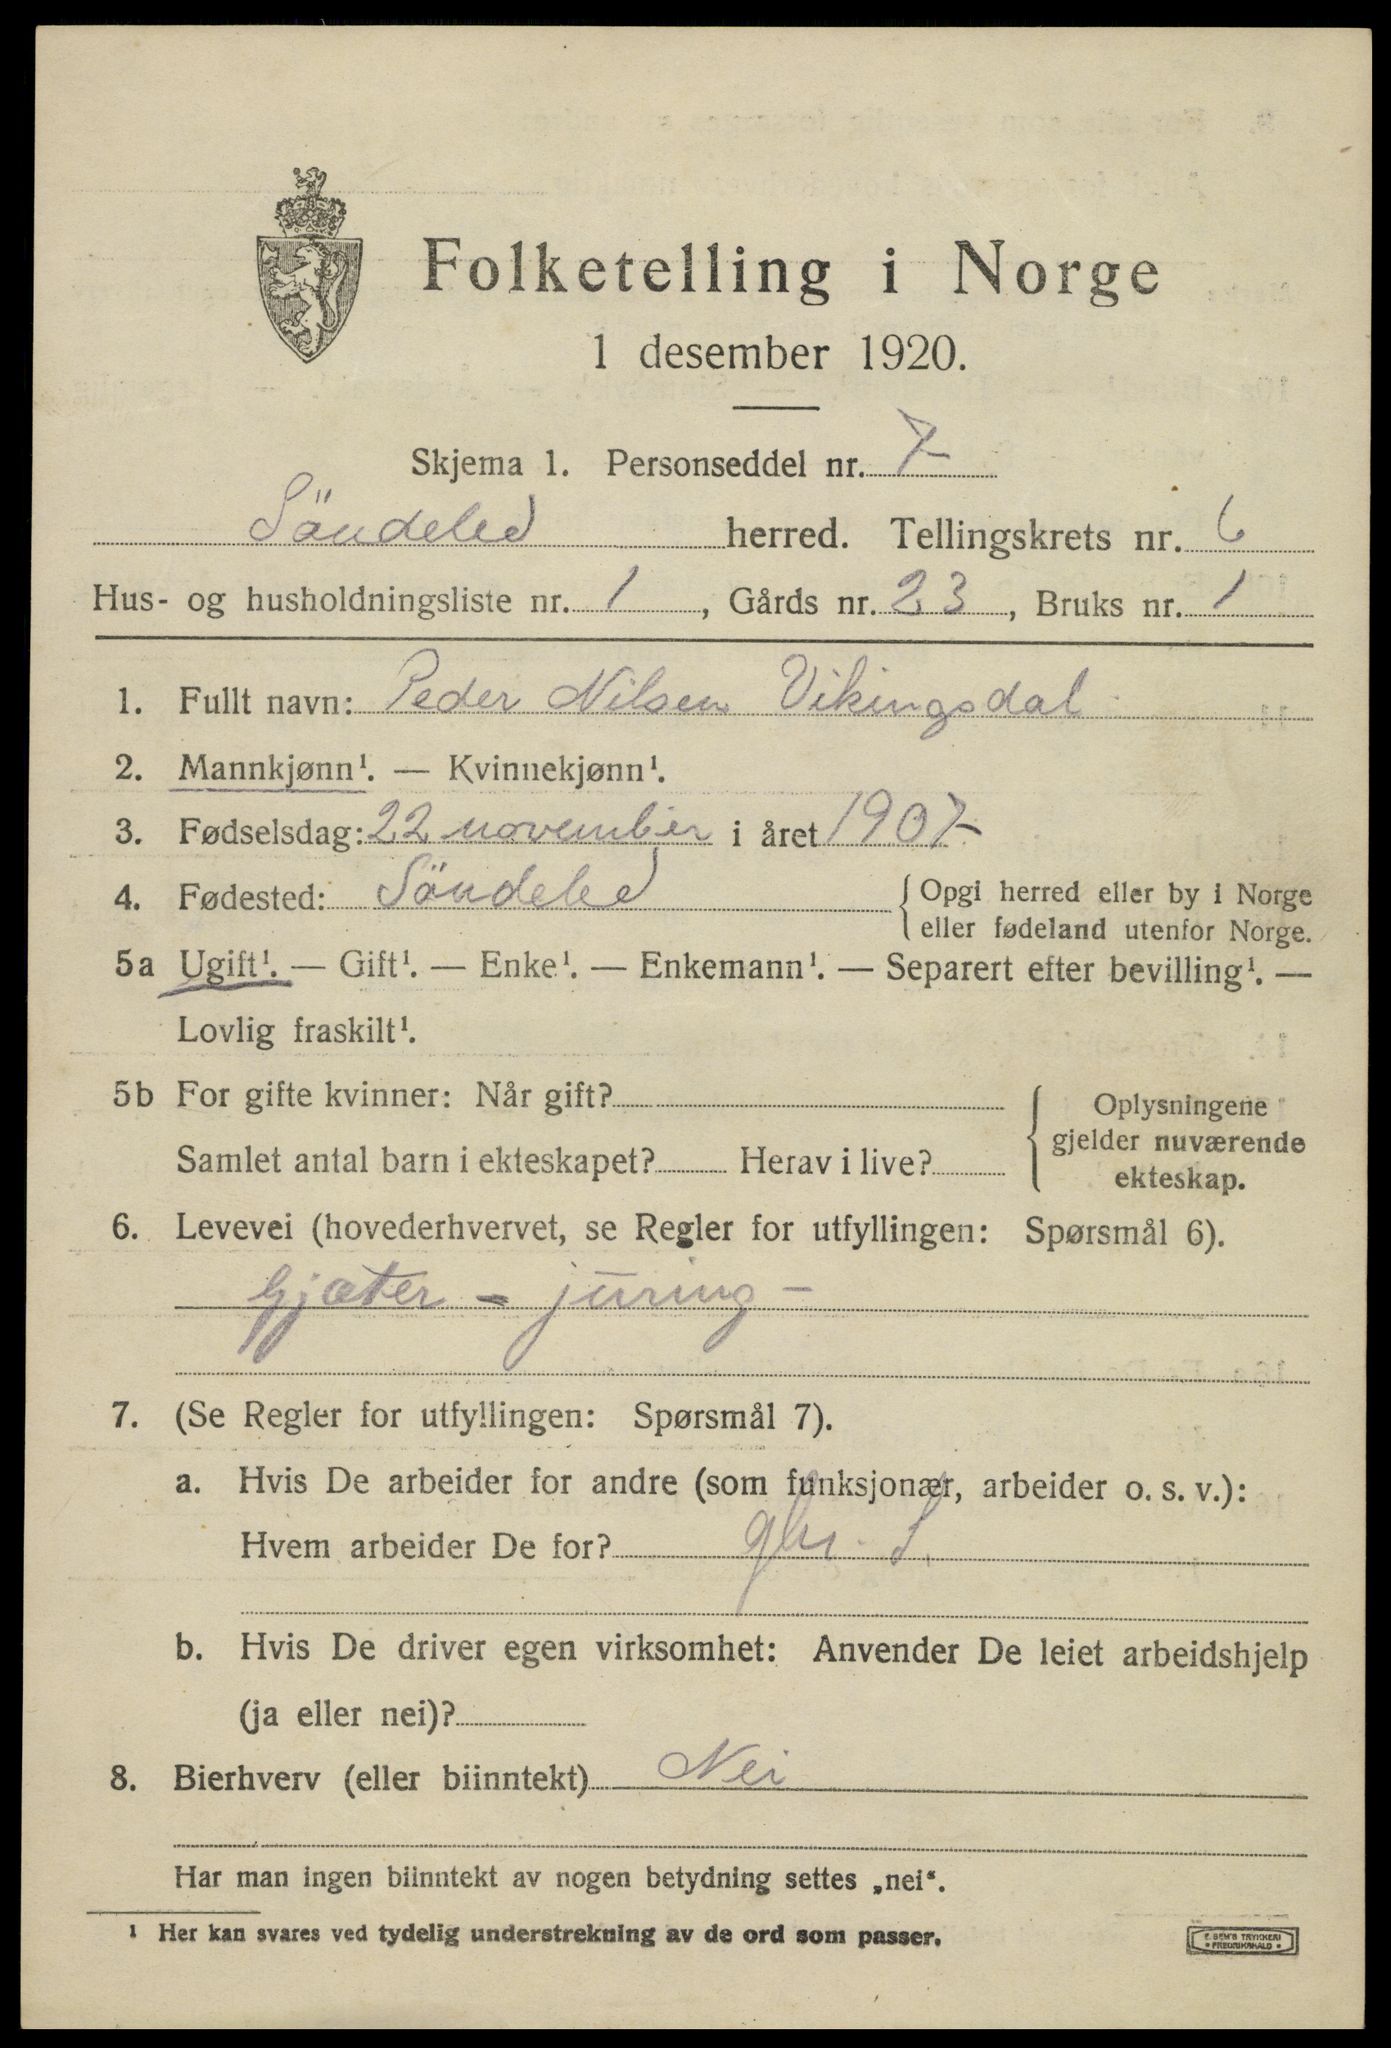 Folketelling i Norge
1 desember 1920.
Skjema 1. Personseddel nr. 7
Söndeled herred. Tellingskrets nr. 6
Hus- og husholdningsliste nr. 1, Gårds nr. 23, Bruks nr. 1
1. Fullt navn: Peder Nilsen Vikingsdal
2. Mannkjønn¹. — Kvinnekjønn¹.
3. Fødselsdag: 22 november i året 1907
4. Fødested: Söndeled
Opgi herred eller by i Norge
eller fødeland utenfor Norge.
5a Ugift¹. — Gift¹. — Enke¹. — Enkemann¹. — Separert efter bevilling¹. —
Lovlig fraskilt¹.
5b For gifte kvinner: Når gift?
Samlet antal barn i ekteskapet? Herav i live?
Oplysningene
gjelder nuværende
ekteskap.
6. Levevei (hovederhvervet, se Regler for utfyllingen: Spørsmål 6).
Gjæter -
7. (Se Regler for utfyllingen: Spørsmål 7).
a. Hvis De arbeider for andre (som funksjonær, arbeider o. s. v.):
Hvem arbeider De for?
b. Hvis De driver egen virksomhet: Anvender De leiet arbeidshjelp
(ja eller nei)?
8. Bierhverv (eller biinntekt) Nei
Har man ingen biinntekt av nogen betydning settes „nei“.
¹ Her kan svares ved tydelig understrekning av de ord som passer.
E. SEM'S TRYKKERI
• FREDRIKSHALD •